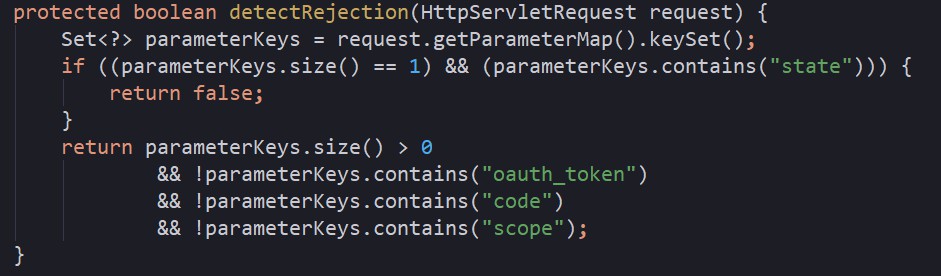 protected boolean detectRejection(HttpServletRequest request) {
    Set<?> parameterKeys = request.getParameterMap().keySet();
    if ((parameterKeys.size() == 1) && (parameterKeys.contains("state"))) {
        return false;
    }
    return parameterKeys.size() > 0
            && !parameterKeys.contains("oauth_token")
            && !parameterKeys.contains("code")
            && !parameterKeys.contains("scope");
}